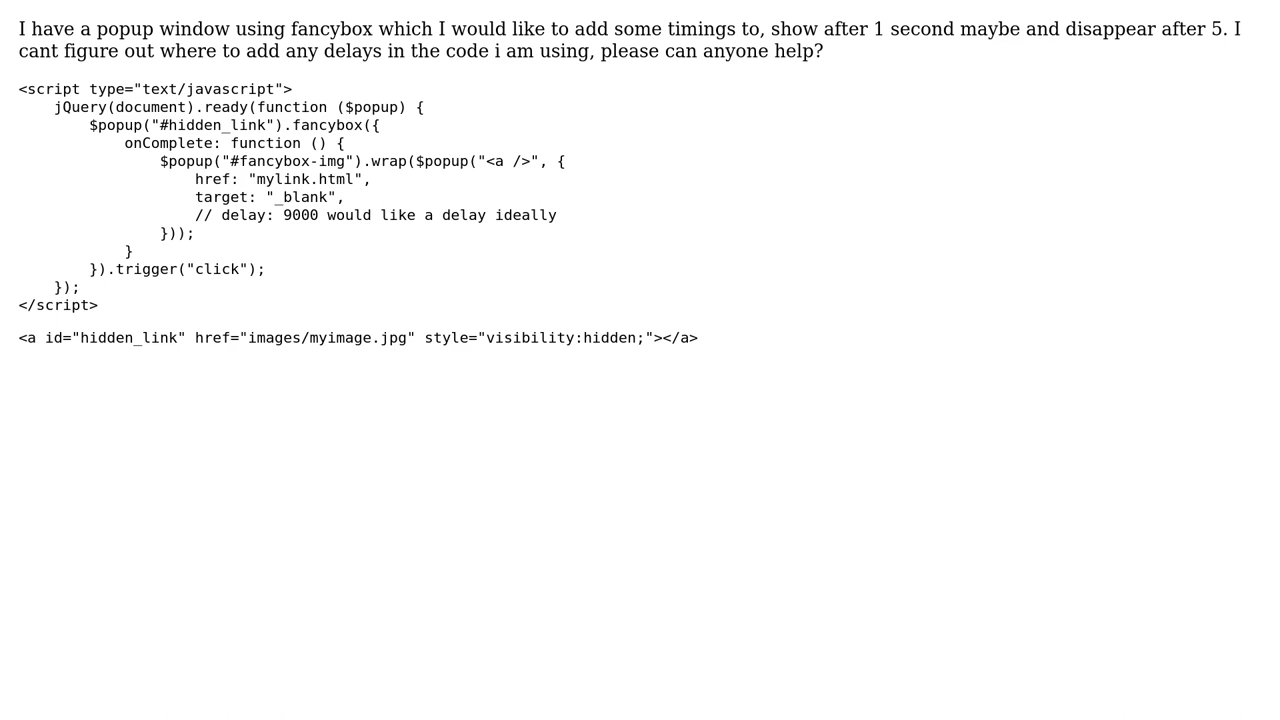 I have a popup window using fancybox which I would like to add some timings to, show after 1 second maybe and disappear after 5. I
cant figure out where to add any delays in the code i am using, please can anyone help?
<script type="text/javascript">
    jQuery(document).ready(function ($popup) {
        $popup("#hidden_link").fancybox({
            onComplete: function () {
                $popup("#fancybox-img").wrap($popup("<a />", {
                    href: "mylink.html",
                    target: "_blank",
                    // delay: 9000 would like a delay ideally
                }));
            }
        }).trigger("click");
    });
</script>
<a id="hidden_link" href="images/myimage.jpg" style="visibility:hidden;"></a>